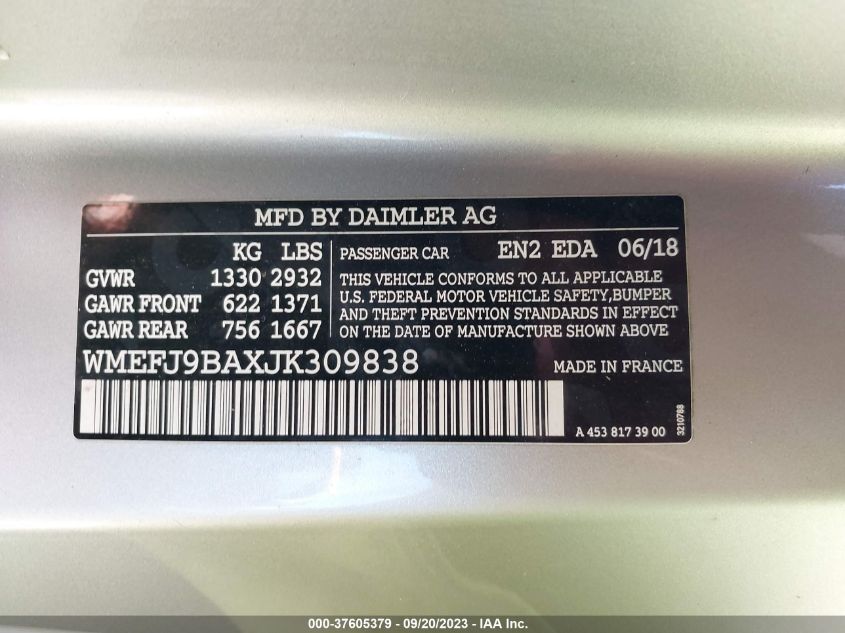 MFD BY DAIMLER AG
KG LBS
GVWR 1330 2932
GAWR FRONT 622 1371
GAWR REAR 756 1667
PASSENGER CAR EN2 EDA 06/18
THIS VEHICLE CONFORMS TO ALL APPLICABLE
U.S. FEDERAL MOTOR VEHICLE SAFETY,BUMPER
AND THEFT PREVENTION STANDARDS IN EFFECT
ON THE DATE OF MANUFACTURE SHOWN ABOVE
WMEFJ9BAXJK309838 MADE IN FRANCE
A 453 817 39 00
3210788
000-37605379 - 09/20/2023 - IAA Inc.